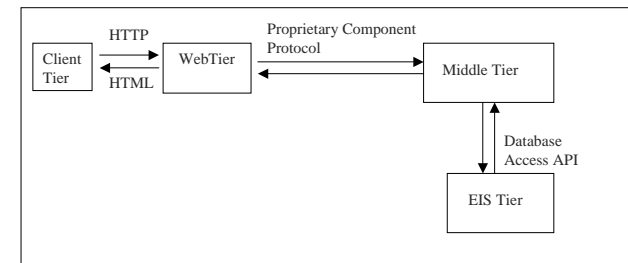 HTTP
Client
Tier
HTML
WebTier
Proprietary Component
Protocol
Middle Tier
Database
Access API
EIS Tier